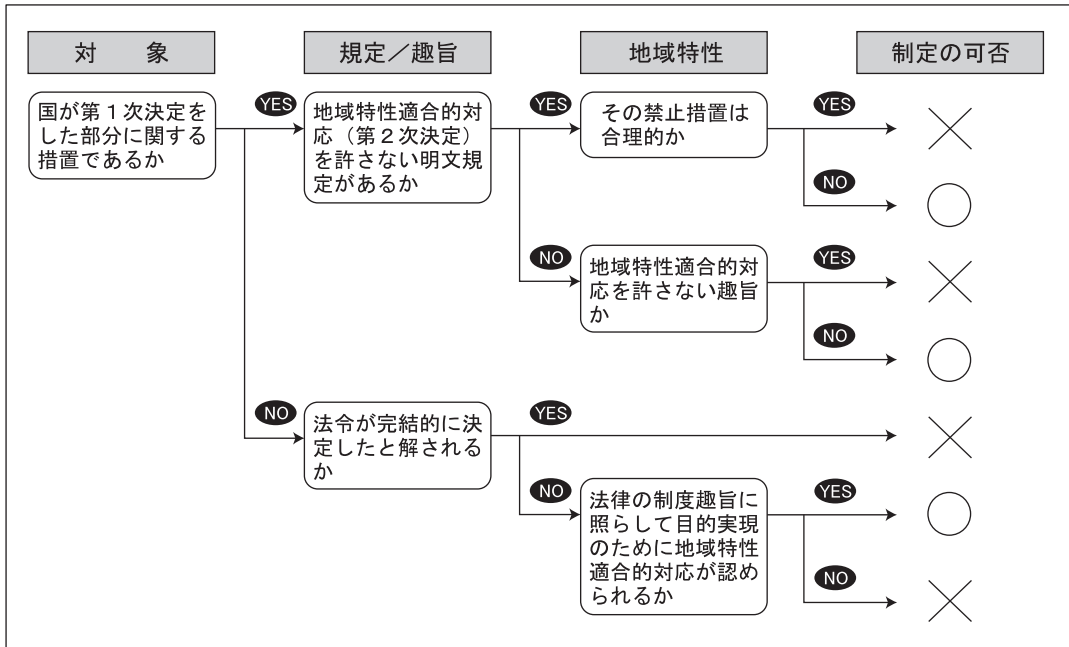 対　象
規定／趣旨
地域特性
制定の可否
国が第１次決定を
した部分に関する
措置であるか
YES
地域特性適合的対
応（第２次決定）
を許さない明文規
定があるか
YES
その禁止措置は
合理的か
YES
NO
NO
地域特性適合的対
応を許さない趣旨
か
YES
NO
NO
法令が完結的に決
定したと解される
か
YES
NO
法律の制度趣旨に
照らして目的実現
のために地域特性
適合的対応が認め
られるか
YES
NO